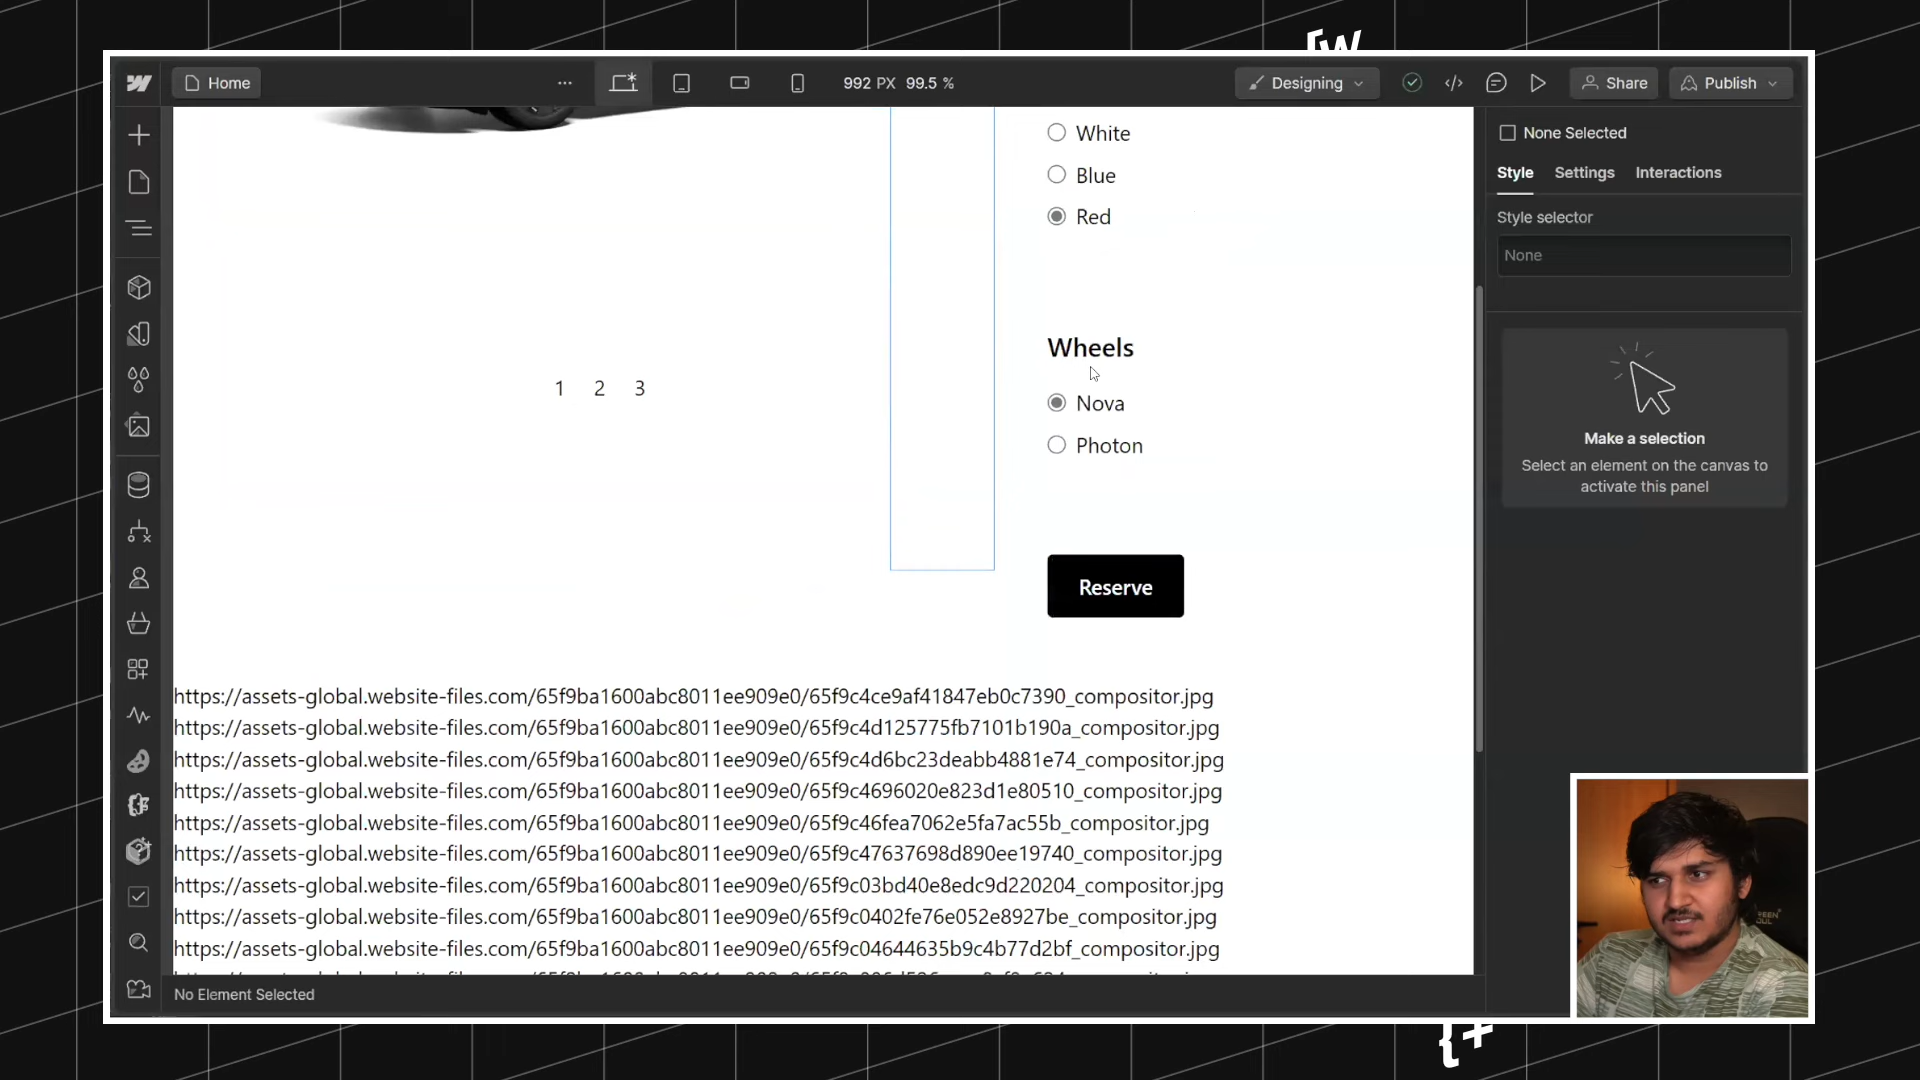 {W
Home
...
992 PX 99.5 %
Designing
Share
Publish
White
None Selected
Style Settings Interactions
Blue
Red
Style selector
None
Wheels
1 2 3
Nova
Photon
Make a selection
Select an element on the canvas to
activate this panel
Reserve
https://assets-global.website-files.com/65f9ba1600abc8011ee909e0/65f9c4ce9af41847eb0c7390_compositor.jpg
https://assets-global.website-files.com/65f9ba1600abc8011ee909e0/65f9c4d125775fb7101b190a_compositor.jpg
https://assets-global.website-files.com/65f9ba1600abc8011ee909e0/65f9c4d6bc23deabb4881e74_compositor.jpg
https://assets-global.website-files.com/65f9ba1600abc8011ee909e0/65f9c4696020e823d1e80510_compositor.jpg
https://assets-global.website-files.com/65f9ba1600abc8011ee909e0/65f9c46fea7062e5fa7ac55b_compositor.jpg
https://assets-global.website-files.com/65f9ba1600abc8011ee909e0/65f9c47637698d890ee19740_compositor.jpg
https://assets-global.website-files.com/65f9ba1600abc8011ee909e0/65f9c03bd40e8edc9d220204_compositor.jpg
https://assets-global.website-files.com/65f9ba1600abc8011ee909e0/65f9c0402fe76e052e8927be_compositor.jpg
https://assets-global.website-files.com/65f9ba1600abc8011ee909e0/65f9c04644635b9c4b77d2bf_compositor.jpg
No Element Selected
{+